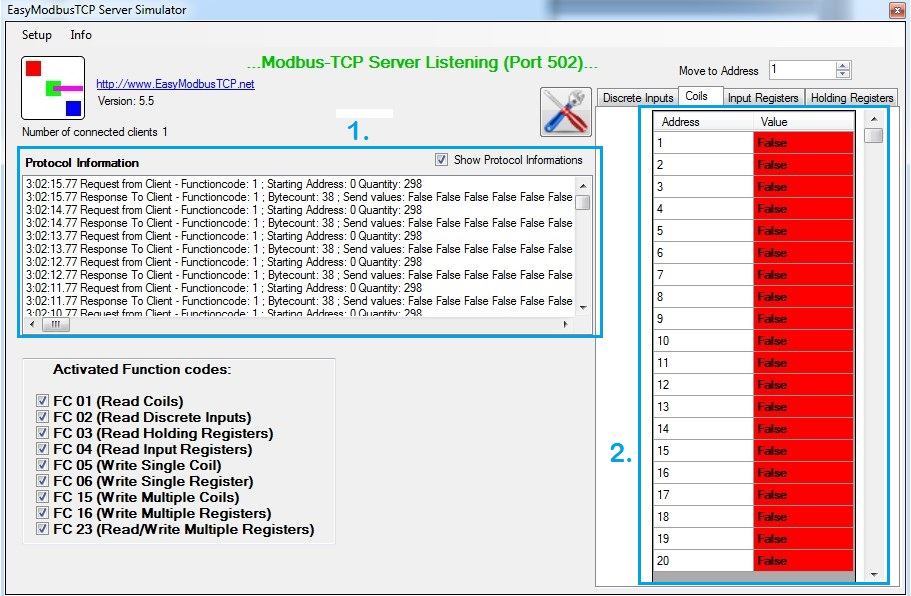 EasyModbusTCP Server Simulator
Setup Info
...Modbus-TCP Server Listening (Port 502)...
http://www.EasyModbusTCP.net
Version: 5.5
Number of connected clients 1
Move to Address 1
1.
Protocol Information
Show Protocol Informations
3:02:15.77 Request from Client - Functioncode: 1 ; Starting Address: 0 Quantity: 298
3:02:15.77 Response To Client - Functioncode: 1 ; Bytecount: 38 ; Send values: False False False False False False
3:02:14.77 Request from Client - Functioncode: 1 ; Starting Address: 0 Quantity: 298
3:02:14.77 Response To Client - Functioncode: 1 ; Bytecount: 38 ; Send values: False False False False False False
3:02:13.77 Request from Client - Functioncode: 1 ; Starting Address: 0 Quantity: 298
3:02:13.77 Response To Client - Functioncode: 1 ; Bytecount: 38 ; Send values: False False False False False False
3:02:12.77 Request from Client - Functioncode: 1 ; Starting Address: 0 Quantity: 298
3:02:12.77 Response To Client - Functioncode: 1 ; Bytecount: 38 ; Send values: False False False False False False
3:02:11.77 Request from Client - Functioncode: 1 ; Starting Address: 0 Quantity: 298
3:02:11.77 Response To Client - Functioncode: 1 ; Bytecount: 38 ; Send values: False False False False False False
3:02:10.77 Request from Client - Functioncode: 1 ; Starting Address: 0 Quantity: 298
Activated Function codes:
FC 01 (Read Coils)
FC 02 (Read Discrete Inputs)
FC 03 (Read Holding Registers)
FC 04 (Read Input Registers)
FC 05 (Write Single Coil)
FC 06 (Write Single Register)
FC 15 (Write Multiple Coils)
FC 16 (Write Multiple Registers)
FC 23 (Read/Write Multiple Registers)
Discrete Inputs Coils Input Registers Holding Registers
2.
Address Value
1 False
2 False
3 False
4 False
5 False
6 False
7 False
8 False
9 False
10 False
11 False
12 False
13 False
14 False
15 False
16 False
17 False
18 False
19 False
20 False